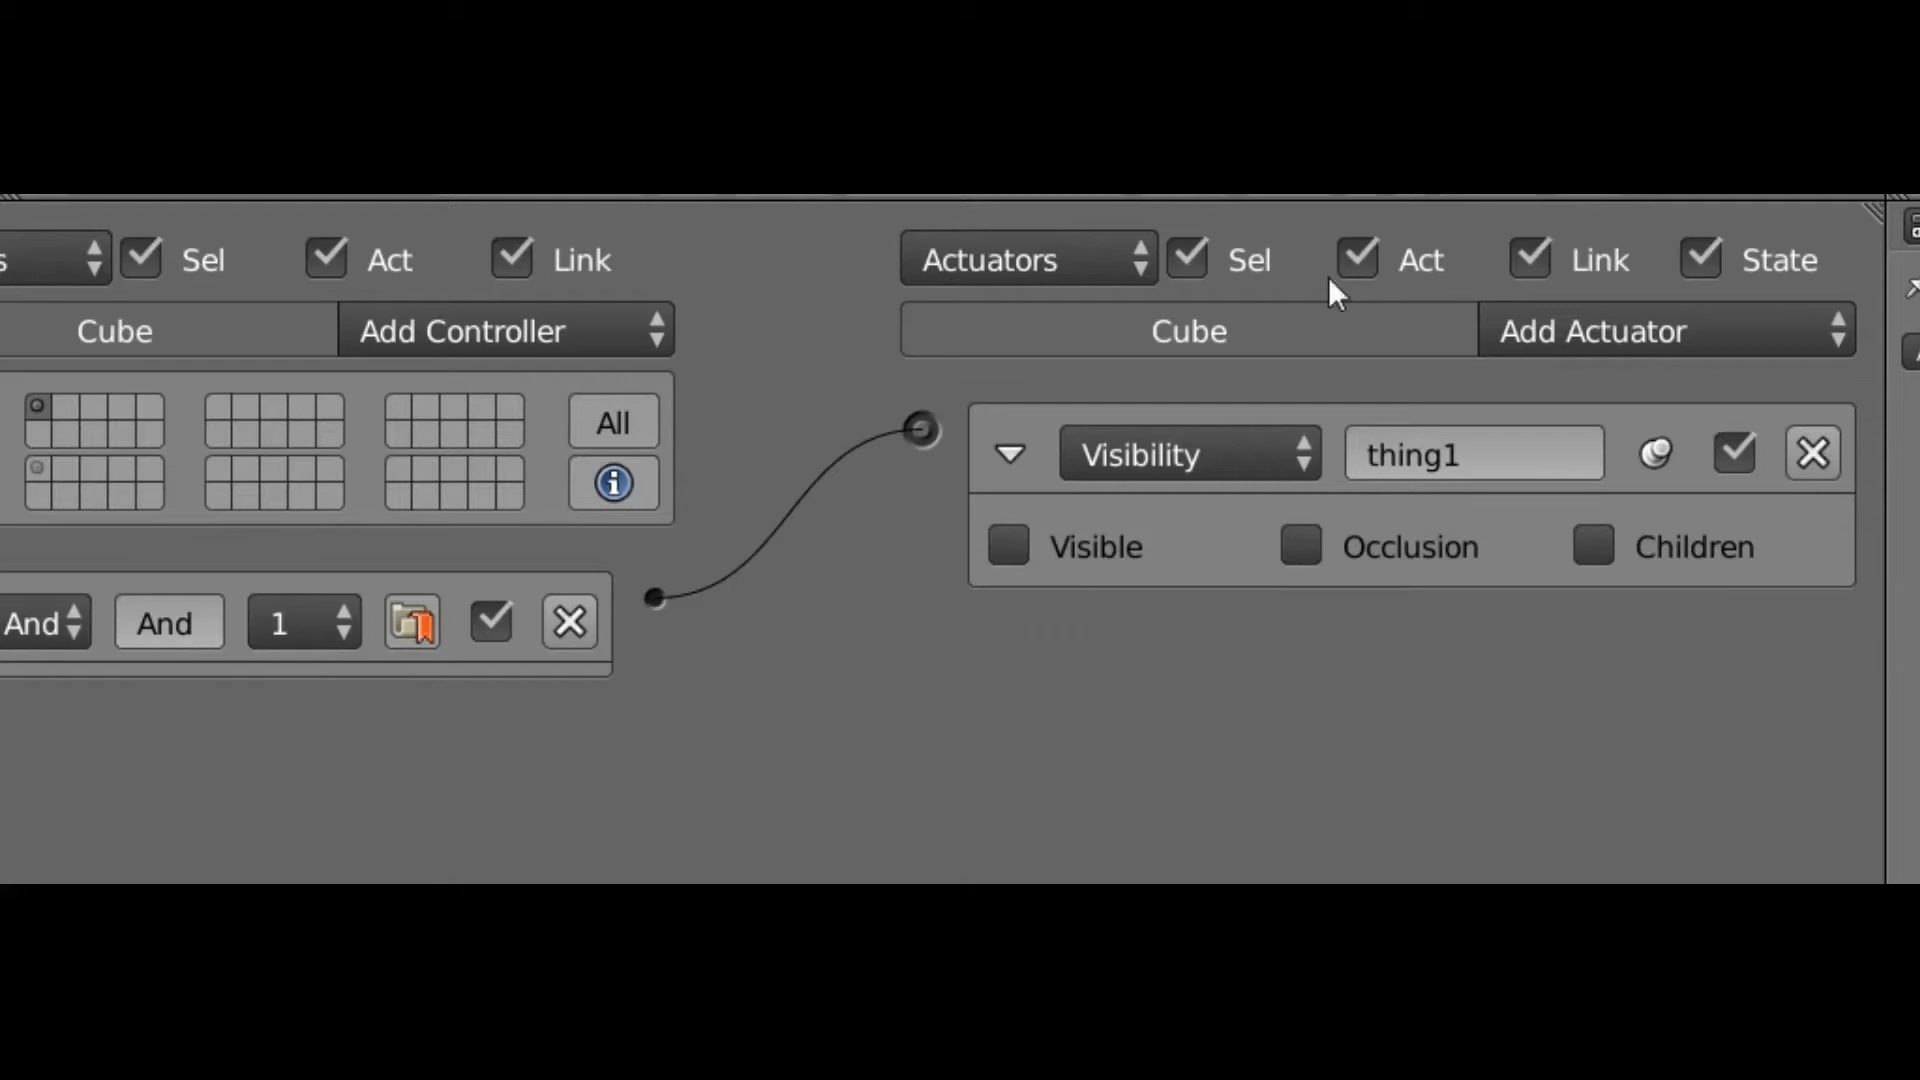 s Sel Act Link Actuators Sel Act Link State
Cube Add Controller Cube Add Actuator
All
Visibility thing1
Visible Occlusion Children
And And 1